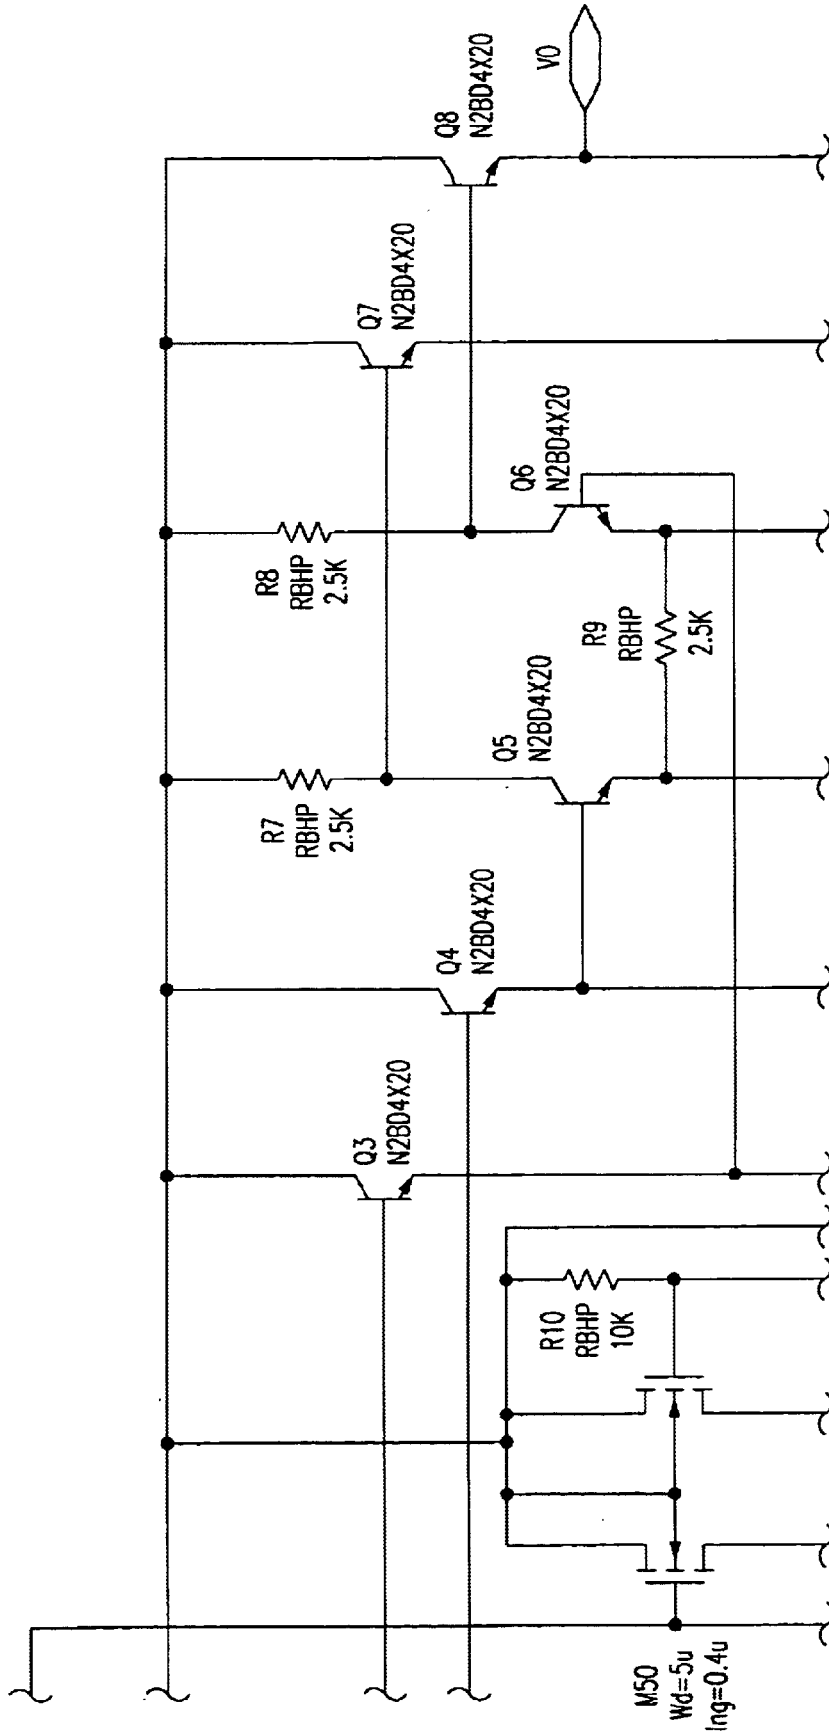 VO
Q8
N2BD4X20
Q7
N2BD4X20
Q6
N2BD4X20
R8
RBHP
2.5K
R9
RBHP
2.5K
Q5
N2BD4X20
R7
RBHP
2.5K
Q4
N2BD4X20
Q3
N2BD4X20
R10
RBHP
10K
M50
Wd=5u
lng=0.4u